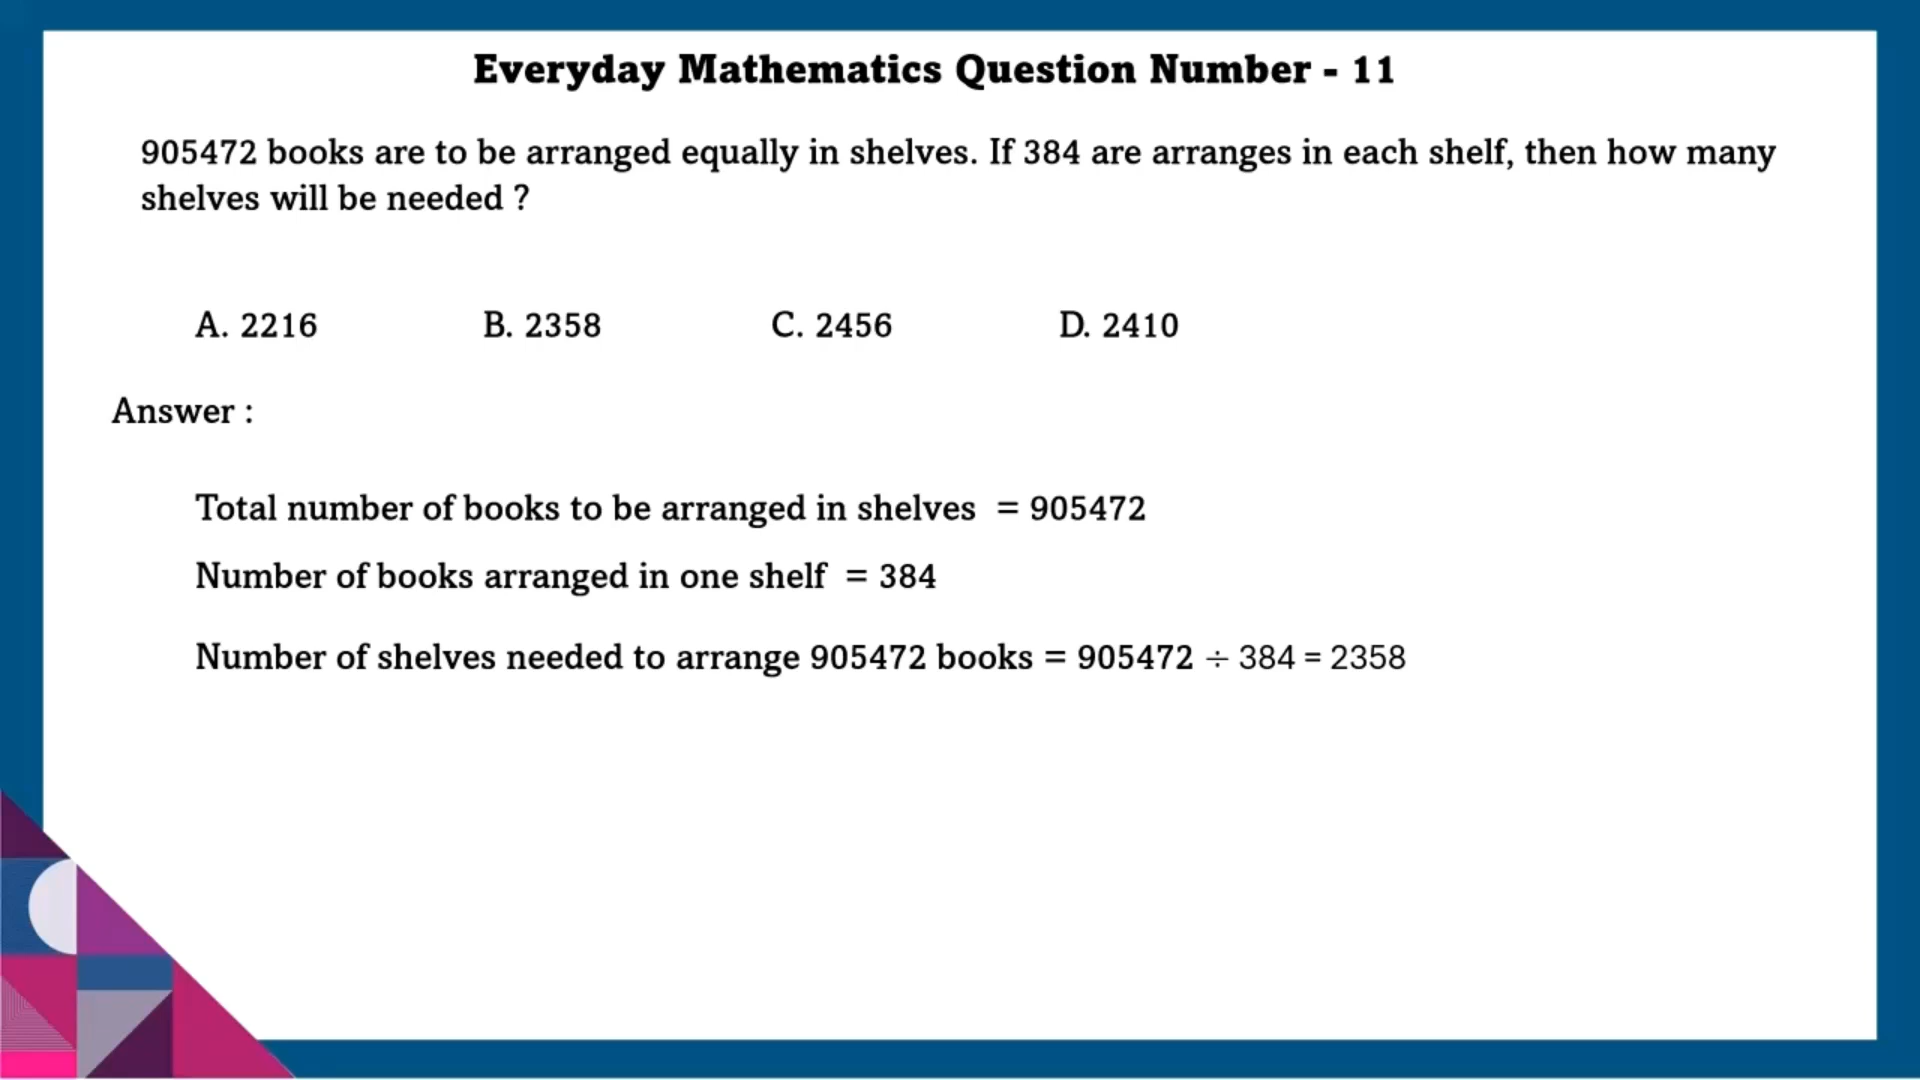 Everyday Mathematics Question Number - 11
905472 books are to be arranged equally in shelves. If 384 are arranges in each shelf, then how many
shelves will be needed ?
A. 2216 B. 2358 C. 2456 D. 2410
Answer :
Total number of books to be arranged in shelves = 905472
Number of books arranged in one shelf = 384
Number of shelves needed to arrange 905472 books = 905472 ÷ 384 = 2358